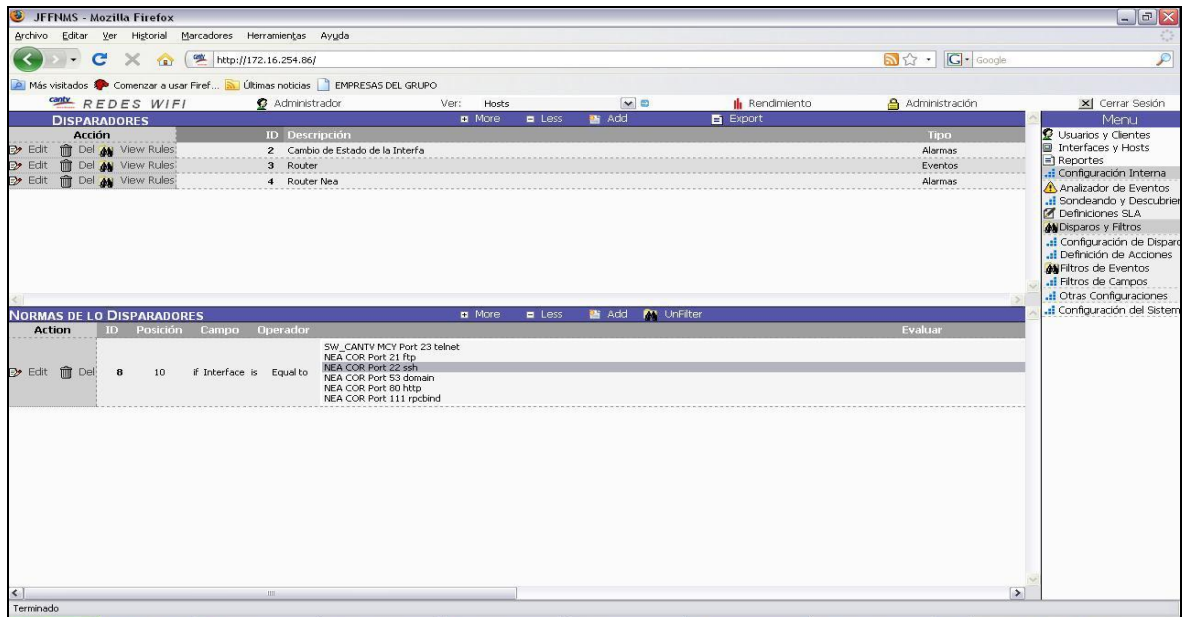 JFFNMS - Mozilla Firefox
Archivo Editar Ver Historial Marcadores Herramientas Ayuda
http://172.16.254.86/
Google
Más visitados Comenzar a usar Firef... Últimas noticias EMPRESAS DEL GRUPO
cantv REDES WIFI Administrador Ver: Hosts Rendimiento Administración Cerrar Sesión
DISPARADORES More Less Add Export
Acción ID Descripción Tipo
Edit Del View Rules 2 Cambio de Estado de la Interfa Alarmas
Edit Del View Rules 3 Router Eventos
Edit Del View Rules 4 Router Nea Alarmas
NORMAS DE LO DISPARADORES More Less Add UnFilter
Action ID Posición Campo Operador Evaluar
Edit Del 8 10 if Interface is Equal to
SW_CANTV MCY Port 23 telnet
NEA COR Port 21 ftp
NEA COR Port 22 ssh
NEA COR Port 53 domain
NEA COR Port 80 http
NEA COR Port 111 rpcbind
Menu
Usuarios y Clientes
Interfaces y Hosts
Reportes
Configuración Interna
Analizador de Eventos
Sondeando y Descubrier
Definiciones SLA
Disparos y Filtros
Configuración de Dispard
Definición de Acciones
Filtros de Eventos
Filtros de Campos
Otras Configuraciones
Configuración del Sistem
Terminado